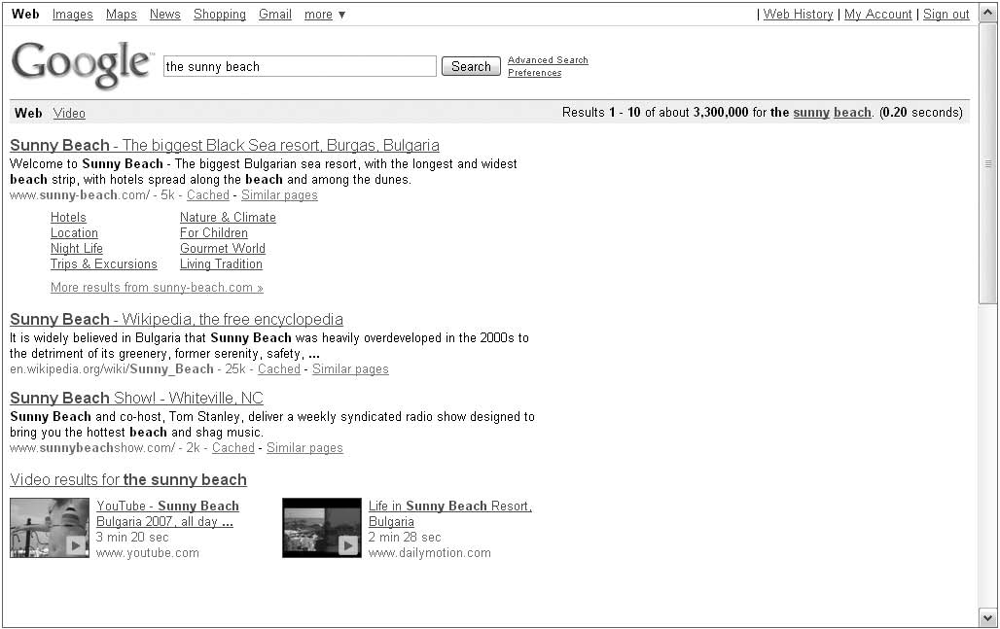 Web Images Maps News Shopping Gmail more ▼ | Web History | My Account | Sign out
Google™
the sunny beach
Search
Advanced Search
Preferences
Web Video
Results 1 - 10 of about 3,300,000 for the sunny beach. (0.20 seconds)
Sunny Beach - The biggest Black Sea resort, Burgas, Bulgaria
Welcome to Sunny Beach - The biggest Bulgarian sea resort, with the longest and widest
beach strip, with hotels spread along the beach and among the dunes.
www.sunny-beach.com/ - 5k - Cached - Similar pages
Hotels Nature & Climate
Location For Children
Night Life Gourmet World
Trips & Excursions Living Tradition
More results from sunny-beach.com »
Sunny Beach - Wikipedia, the free encyclopedia
It is widely believed in Bulgaria that Sunny Beach was heavily overdeveloped in the 2000s to
the detriment of its greenery, former serenity, safety, ...
en.wikipedia.org/wiki/Sunny_Beach - 25k - Cached - Similar pages
Sunny Beach Show! - Whiteville, NC
Sunny Beach and co-host, Tom Stanley, deliver a weekly syndicated radio show designed to
bring you the hottest beach and shag music.
www.sunnybeachshow.com/ - 2k - Cached - Similar pages
Video results for the sunny beach
YouTube - Sunny Beach
Bulgaria 2007, all day ...
3 min 20 sec
www.youtube.com
Life in Sunny Beach Resort,
Bulgaria
2 min 28 sec
www.dailymotion.com